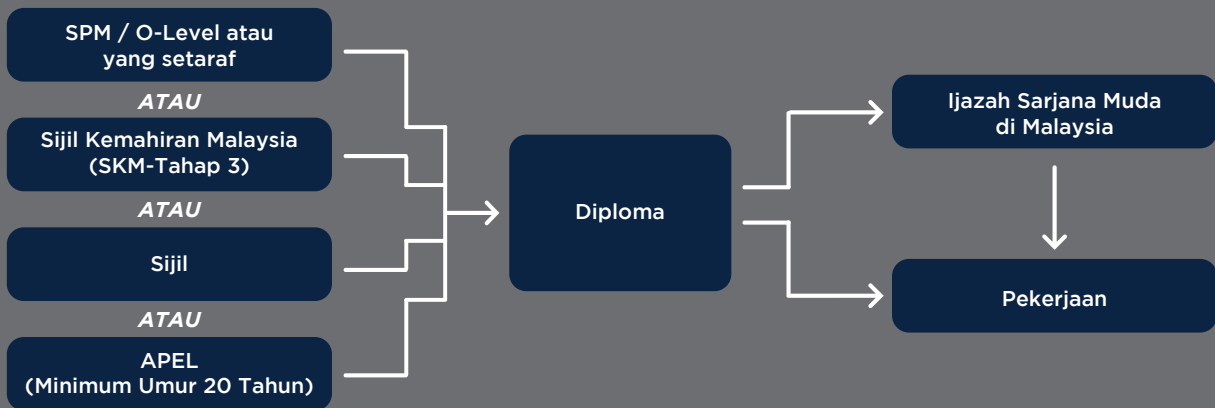 SPM / O-Level atau
yang setaraf
ATAU
Sijil Kemahiran Malaysia
(SKM-Tahap 3)
ATAU
Sijil
ATAU
APEL
(Minimum Umur 20 Tahun)
Diploma
Ijazah Sarjana Muda
di Malaysia
Pekerjaan